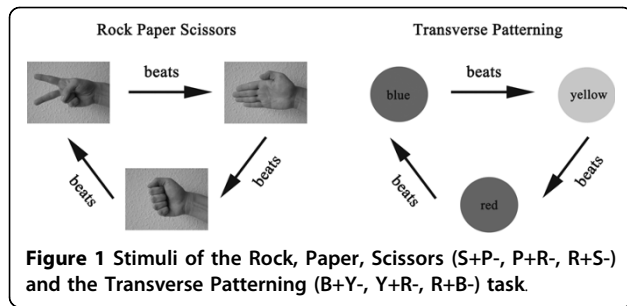 Rock Paper Scissors
Transverse Patterning
beats
beats
beats
beats
blue
beats
yellow
beats
red
Figure 1 Stimuli of the Rock, Paper, Scissors (S+P-, P+R-, R+S-)
and the Transverse Patterning (B+Y-, Y+R-, R+B-) task.